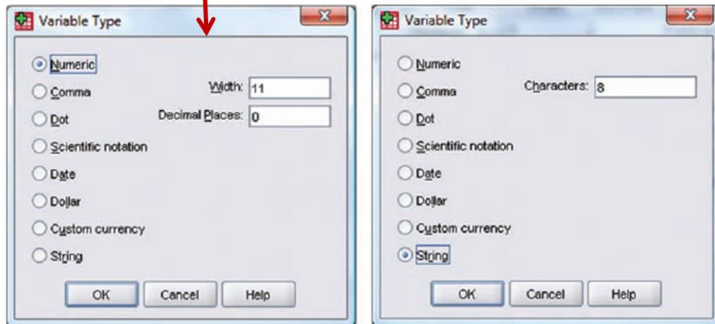 Variable Type
Numeric
Width: 11
Comma
Decimal Places: 0
Dot
Scientific notation
Date
Dollar
Custom currency
String
OK Cancel Help
Variable Type
Numeric
Characters: 8
Comma
Dot
Scientific notation
Date
Dollar
Custom currency
String
OK Cancel Help